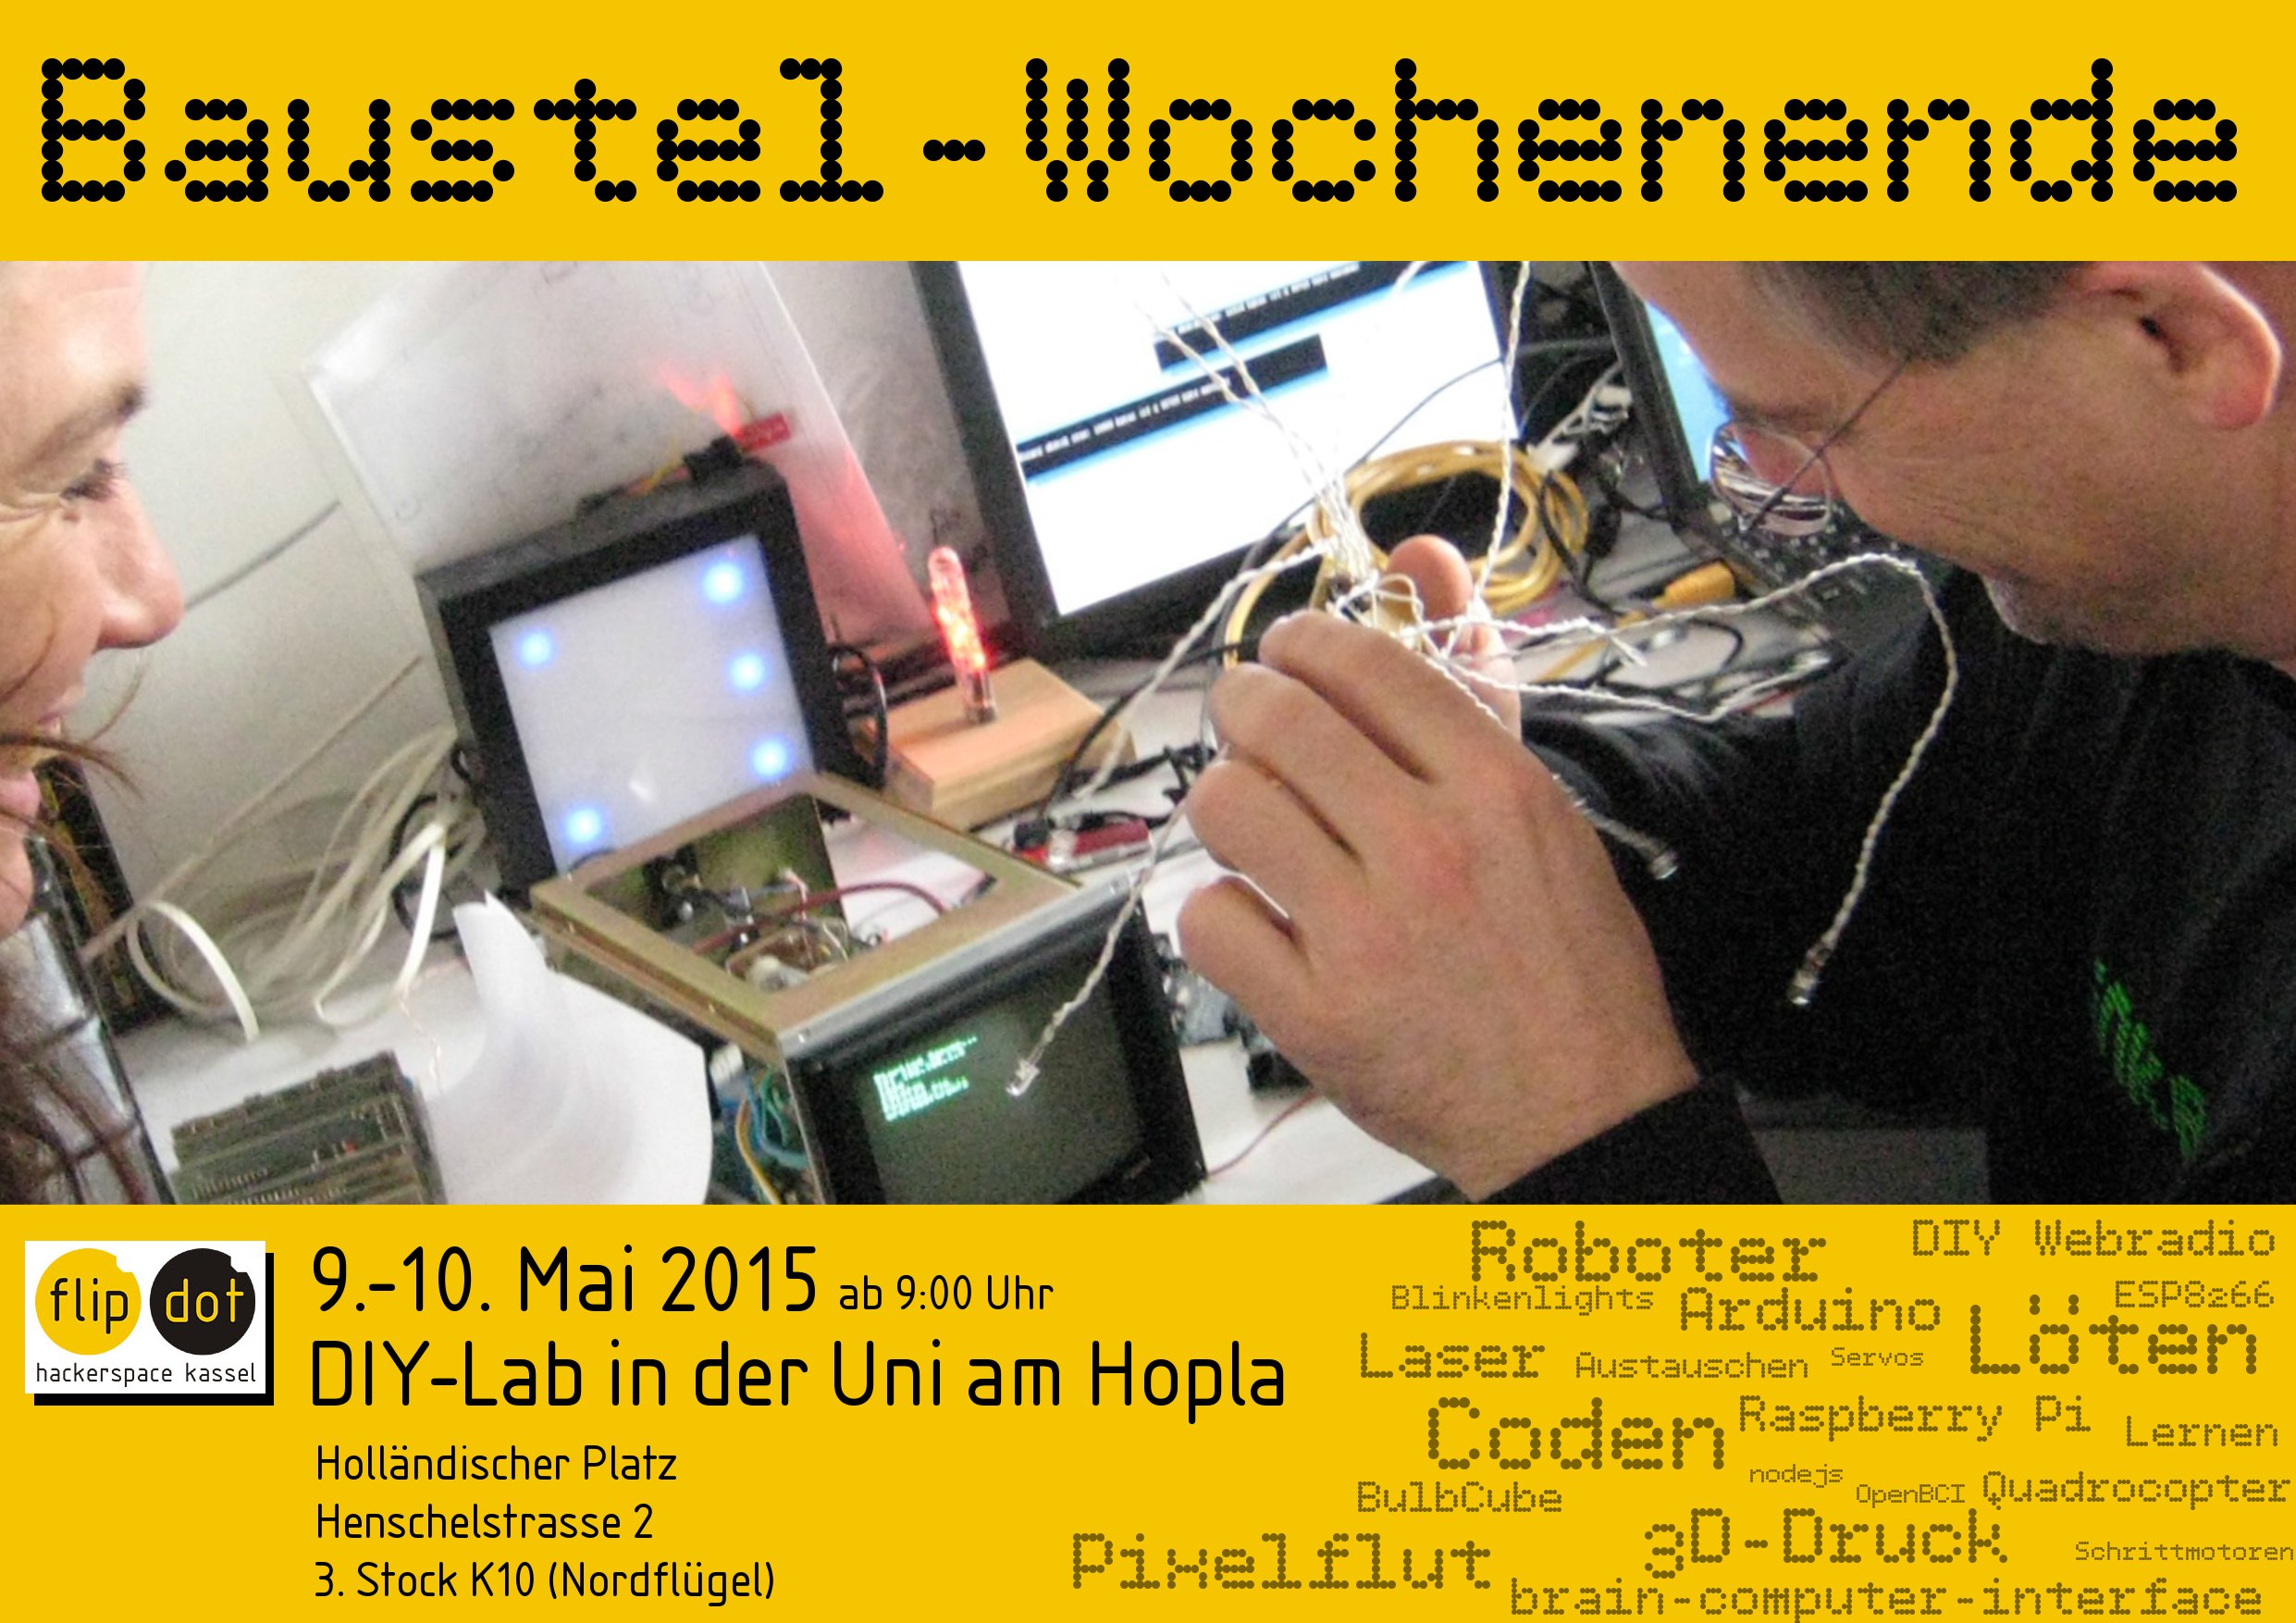 Bastel-Wochenende
flip dot
hackerspace kassel
9.-10. Mai 2015 ab 9:00 Uhr
DIY-Lab in der Uni am Hopla
Holländischer Platz
Henschelstrasse 2
3. Stock K10 (Nordflügel)
Roboter
DIY Webradio
Blinkenlights
Arduino
ESP8266
Löten
Laser
Austauschen
Servos
Coden
Raspberry Pi
Lernen
nodejs
BulbCube
OpenBCI
Quadrocopter
3D-Druck
Pixelflut
Schrittmotoren
brain-computer-interface